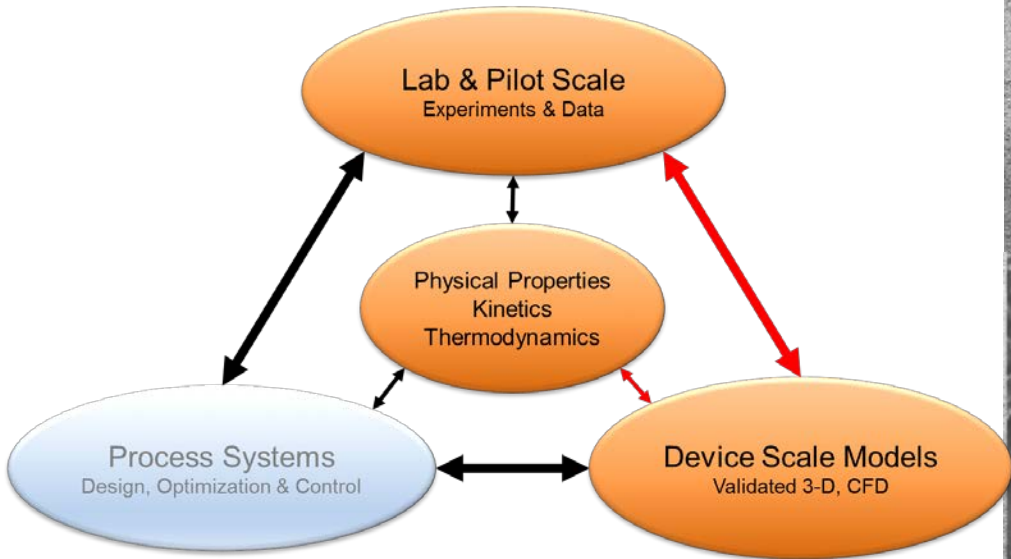 Lab & Pilot Scale
Experiments & Data
Physical Properties
Kinetics
Thermodynamics
Process Systems
Design, Optimization & Control
Device Scale Models
Validated 3-D, CFD